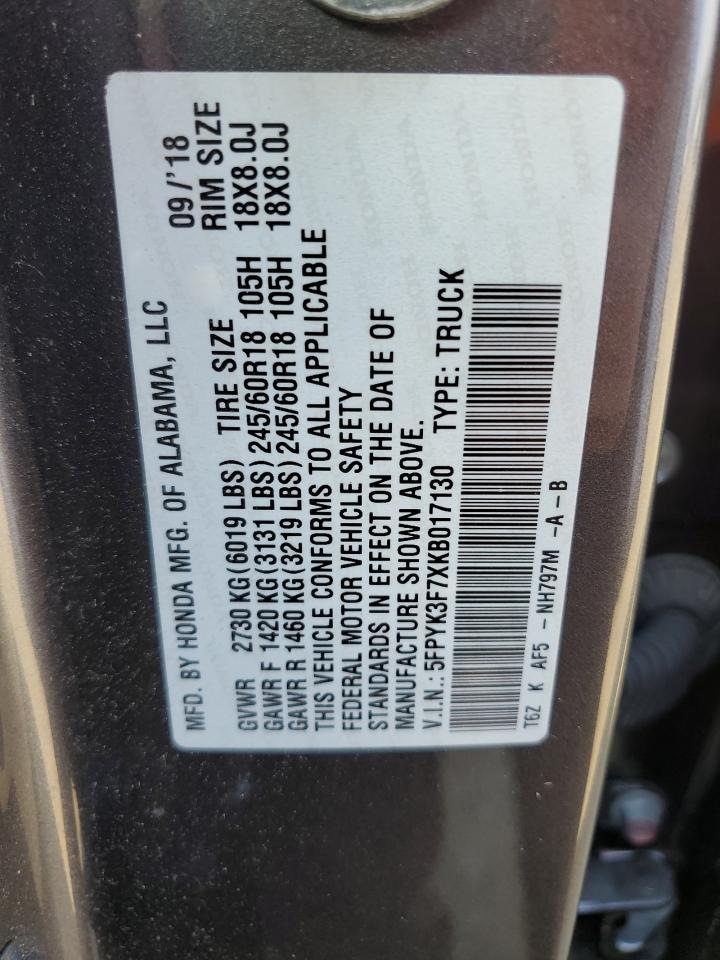 MFD. BY HONDA MFG. OF ALABAMA, LLC 09/'18
GVWR 2730 KG(6019 LBS) TIRE SIZE RIM SIZE
GAWR F 1420 KG(3131 LBS)245/60R18 105H 18X8.0J
GAWR R 1460 KG(3219 LBS)245/60R18 105H 18X8.0J
THIS VEHICLE CONFORMS TO ALL APPLICABLE
FEDERAL MOTOR VEHICLE SAFETY
STANDARDS IN EFFECT ON THE DATE OF
MANUFACTURE SHOWN ABOVE.
V.I.N.: 5FPYK3F7XKB017130 TYPE: TRUCK
T6Z K AF5 -NH797M -A-B